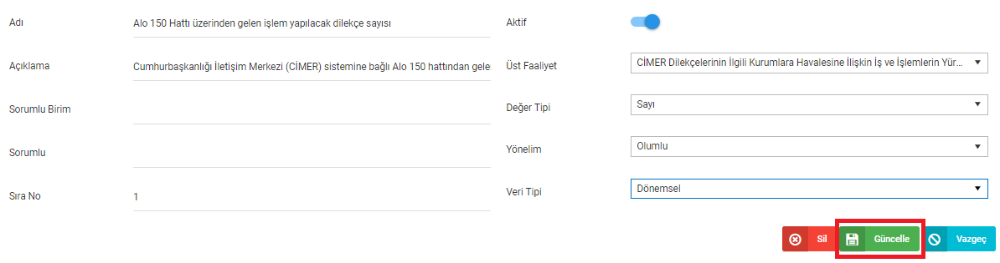 Adı
Alo 150 Hattı üzerinden gelen işlem yapılacak dilekçe sayısı
Açıklama
Cumhurbaşkanlığı İletişim Merkezi (CİMER) sistemine bağlı Alo 150 hattından gele
Sorumlu Birim
Sorumlu
Sıra No
1
Aktif
Üst Faaliyet
CİMER Dilekçelerinin İlgili Kurumlara Havalesine İlişkin İş ve İşlemlerin Yür...
Değer Tipi
Sayı
Yönelim
Olumlu
Veri Tipi
Dönemsel
Sil
Güncelle
Vazgeç